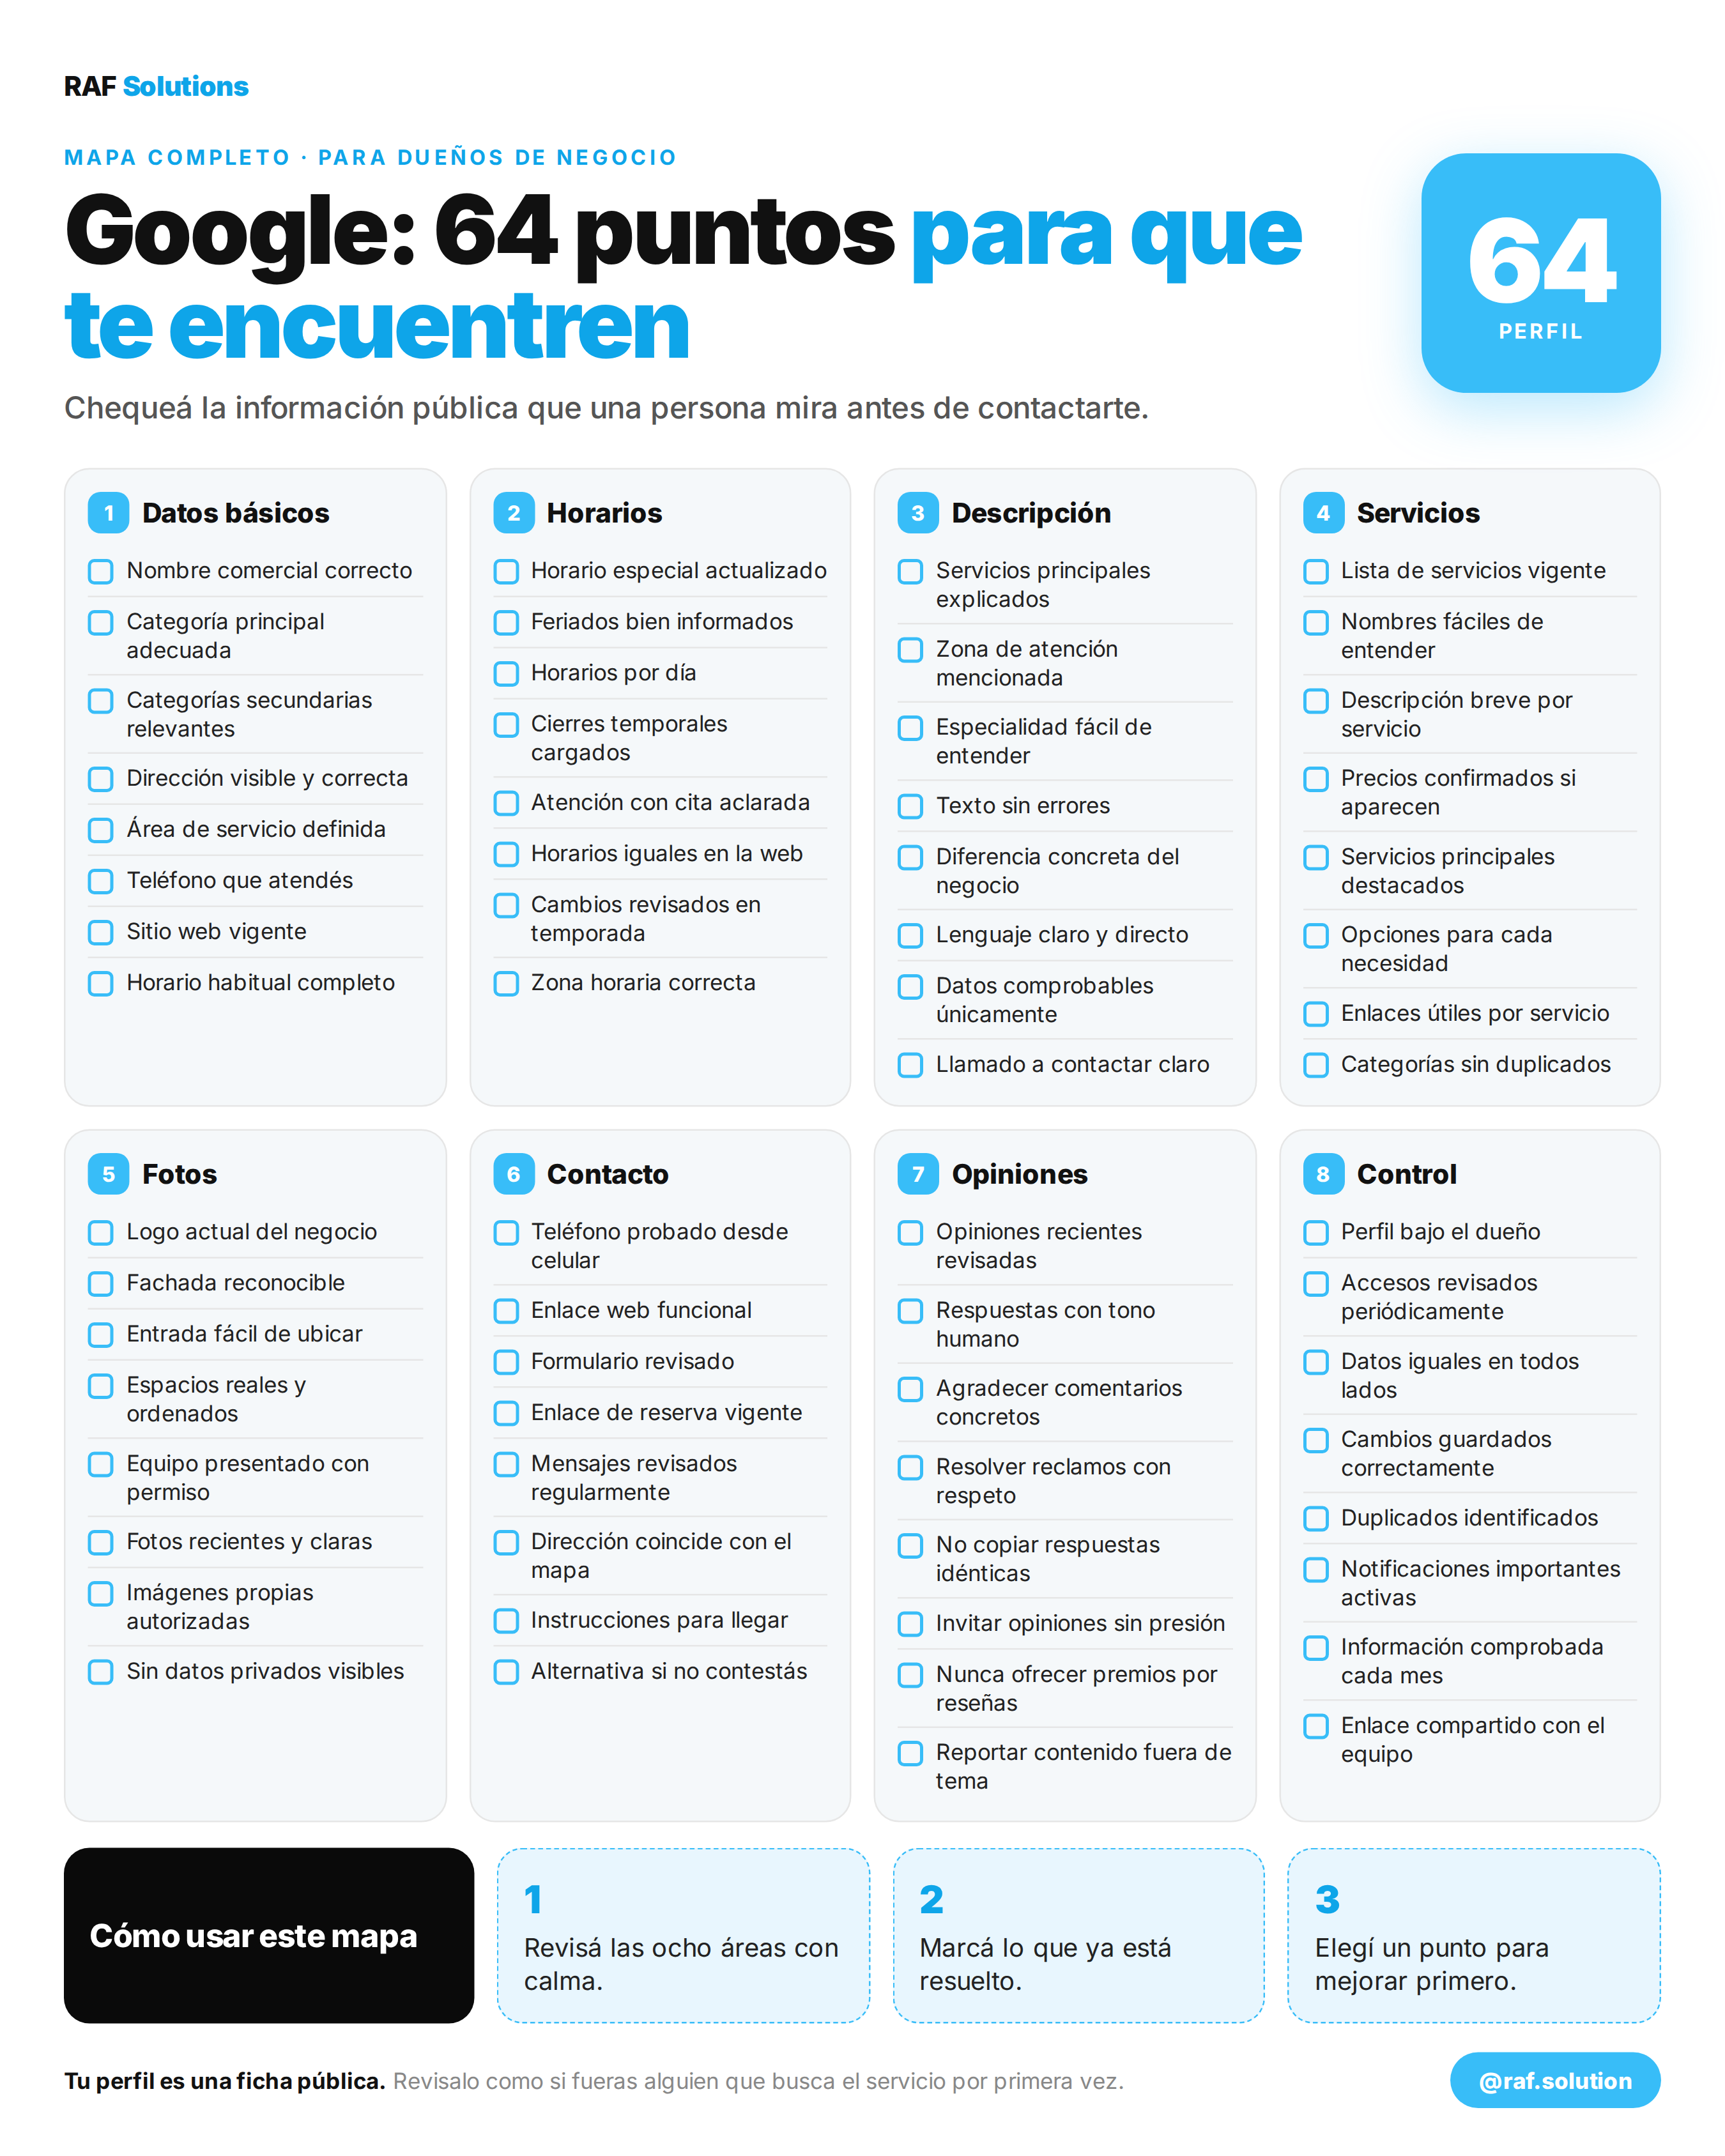 RAF Solutions
MAPA COMPLETO · PARA DUEÑOS DE NEGOCIO
Google: 64 puntos para que
te encuentren
Chequeá la información pública que una persona mira antes de contactarte.
64
PERFIL
1 Datos básicos
Nombre comercial correcto
Categoría principal
adecuada
Categorías secundarias
relevantes
Dirección visible y correcta
Área de servicio definida
Teléfono que atendés
Sitio web vigente
Horario habitual completo
2 Horarios
Horario especial actualizado
Feriados bien informados
Horarios por día
Cierres temporales
cargados
Atención con cita aclarada
Horarios iguales en la web
Cambios revisados en
temporada
Zona horaria correcta
3 Descripción
Servicios principales
explicados
Zona de atención
mencionada
Especialidad fácil de
entender
Texto sin errores
Diferencia concreta del
negocio
Lenguaje claro y directo
Datos comprobables
únicamente
Llamado a contactar claro
4 Servicios
Lista de servicios vigente
Nombres fáciles de
entender
Descripción breve por
servicio
Precios confirmados si
aparecen
Servicios principales
destacados
Opciones para cada
necesidad
Enlaces útiles por servicio
Categorías sin duplicados
5 Fotos
Logo actual del negocio
Fachada reconocible
Entrada fácil de ubicar
Espacios reales y
ordenados
Equipo presentado con
permiso
Fotos recientes y claras
Imágenes propias
autorizadas
Sin datos privados visibles
6 Contacto
Teléfono probado desde
celular
Enlace web funcional
Formulario revisado
Enlace de reserva vigente
Mensajes revisados
regularmente
Dirección coincide con el
mapa
Instrucciones para llegar
Alternativa si no contestás
7 Opiniones
Opiniones recientes
revisadas
Respuestas con tono
humano
Agradecer comentarios
concretos
Resolver reclamos con
respeto
No copiar respuestas
idénticas
Invitar opiniones sin presión
Nunca ofrecer premios por
reseñas
Reportar contenido fuera de
tema
8 Control
Perfil bajo el dueño
Accesos revisados
periódicamente
Datos iguales en todos
lados
Cambios guardados
correctamente
Duplicados identificados
Notificaciones importantes
activas
Información comprobada
cada mes
Enlace compartido con el
equipo
Cómo usar este mapa
1
Revisá las ocho áreas con
calma.
2
Marcá lo que ya está
resuelto.
3
Elegí un punto para
mejorar primero.
Tu perfil es una ficha pública. Revisalo como si fueras alguien que busca el servicio por primera vez.
@raf.solution